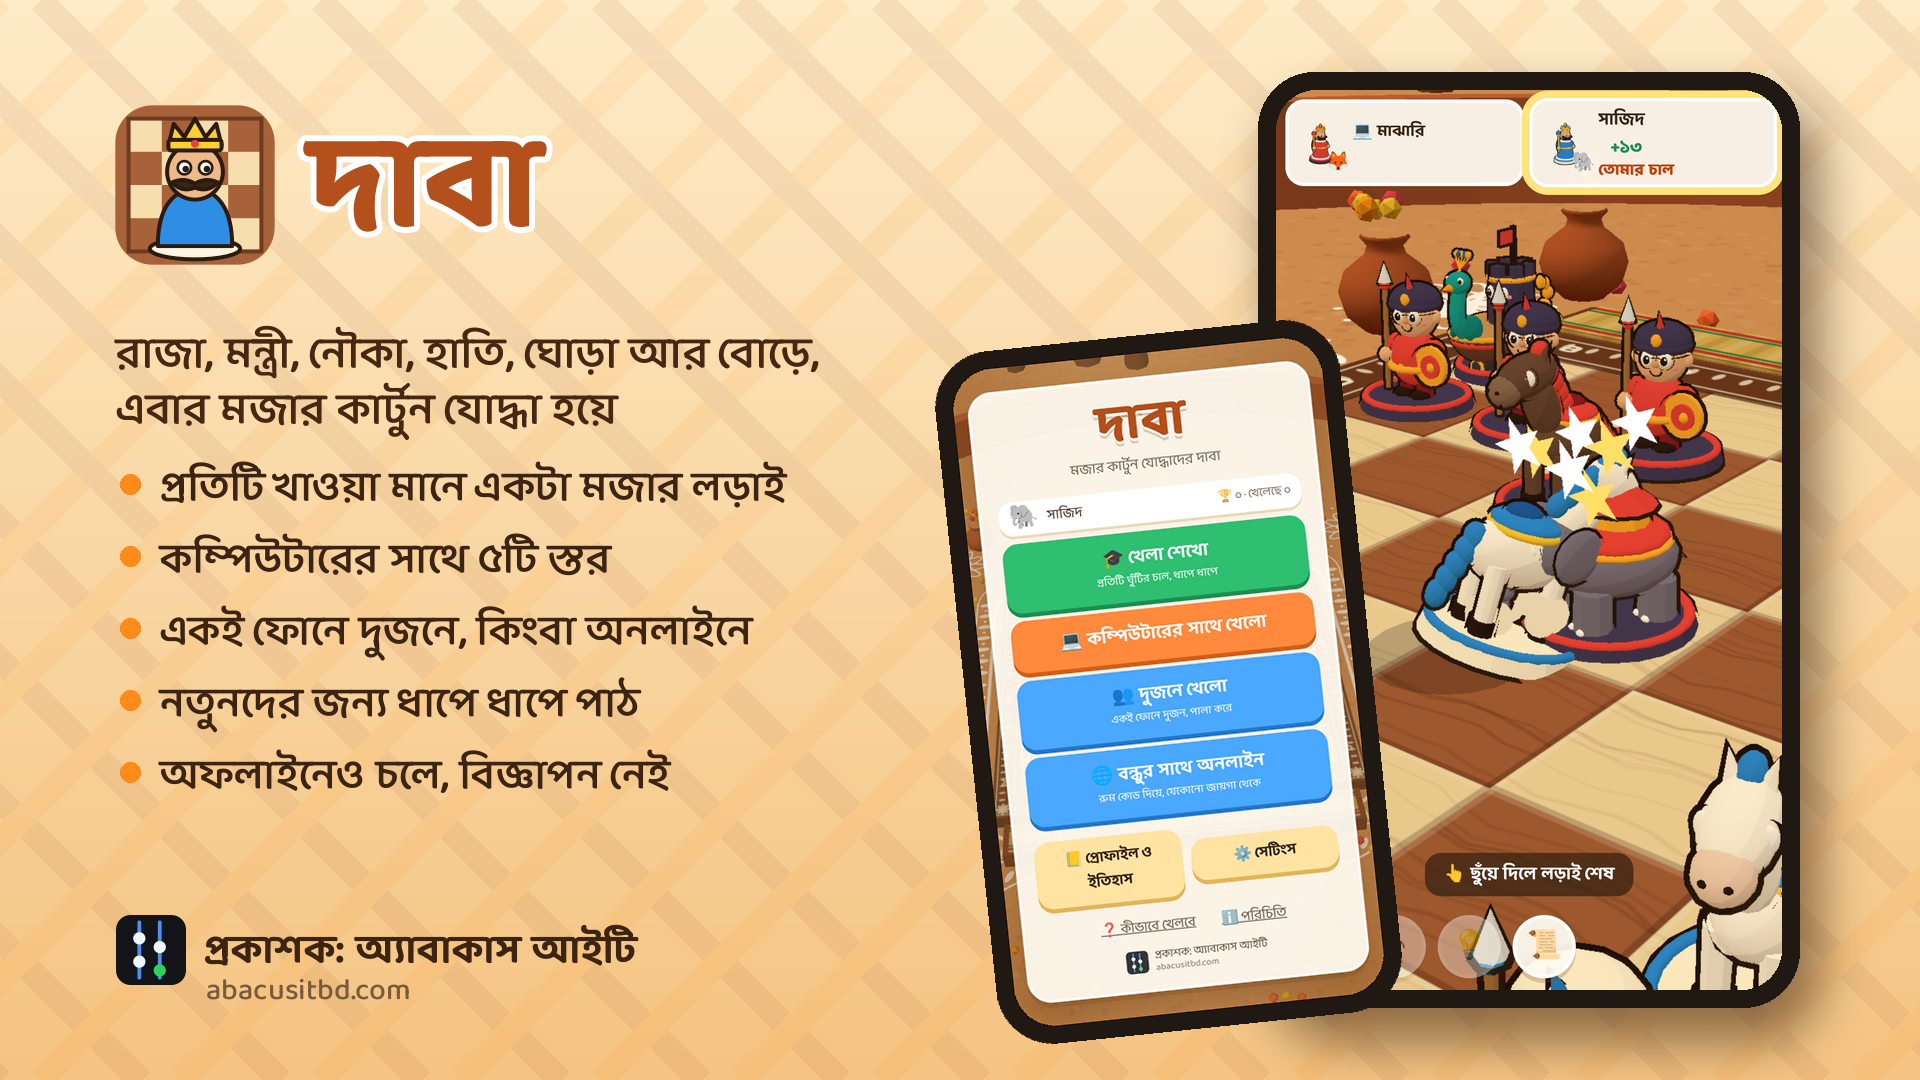 দাবা
রাজা, মন্ত্রী, নৌকা, হাতি, ঘোড়া আর বোড়ে,
এবার মজার কার্টুন যোদ্ধা হয়ে
প্রতিটি খাওয়া মানে একটা মজার লড়াই
কম্পিউটারের সাথে ৫টি স্তর
একই ফোনে দুজনে, কিংবা অনলাইনে
নতুনদের জন্য ধাপে ধাপে পাঠ
অফলাইনেও চলে, বিজ্ঞাপন নেই
প্রকাশক: অ্যাবাকাস আইটি
abacusitbd.com
দাবা
মজার কার্টুন যোদ্ধাদের দাবা
সাজিদ
০ · খেলেছে ০
খেলা শেখো
প্রতিটি ঘুঁটির চাল, ধাপে ধাপে
কম্পিউটারের সাথে খেলো
দুজনে খেলো
একই ফোনে দুজন, পালা করে
বন্ধুর সাথে অনলাইন
রুম কোড দিয়ে, যেকোনো জায়গা থেকে
প্রোফাইল ও
ইতিহাস
সেটিংস
কীভাবে খেলবে
পরিচিতি
প্রকাশক: অ্যাবাকাস আইটি
abacusitbd.com
মাঝারি
সাজিদ
+১৩
তোমার চাল
B
ছুঁয়ে দিলে লড়াই শেষ